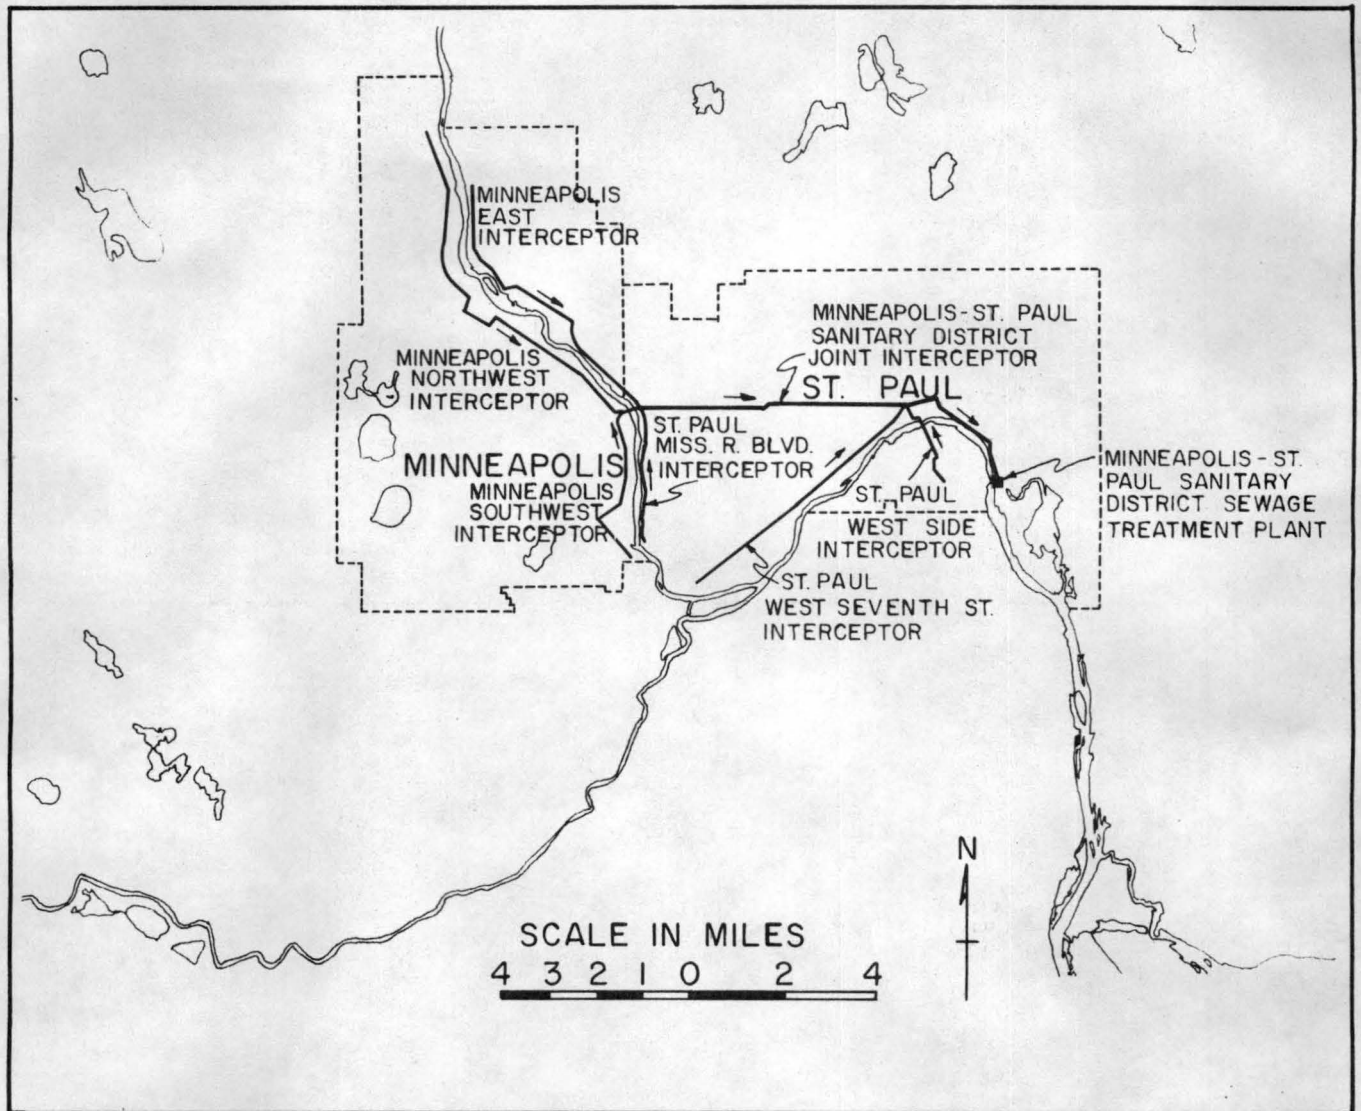 MINNEAPOLIS
EAST
INTERCEPTOR
MINNEAPOLIS-ST. PAUL
SANITARY DISTRICT
JOINT INTERCEPTOR
MINNEAPOLIS
NORTHWEST
INTERCEPTOR
ST. PAUL
ST. PAUL
MISS. R. BLVD.
INTERCEPTOR
MINNEAPOLIS
MINNEAPOLIS
SOUTHWEST
INTERCEPTOR
MINNEAPOLIS-ST.
PAUL SANITARY
DISTRICT SEWAGE
TREATMENT PLANT
ST. PAUL
WEST SIDE
INTERCEPTOR
ST. PAUL
WEST SEVENTH ST.
INTERCEPTOR
N
SCALE IN MILES
4 3 2 1 0 2 4